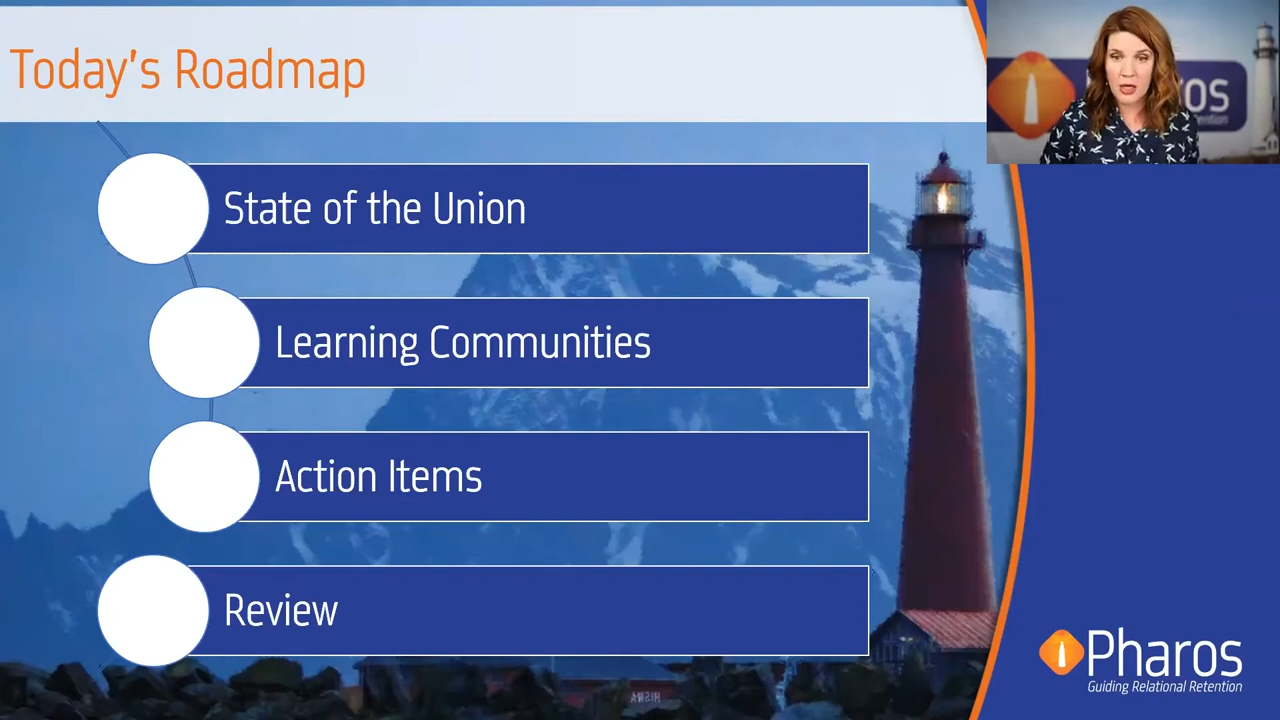 Today's Roadmap
State of the Union
Learning Communities
Action Items
Review
Pharos
Guiding Relational Retention